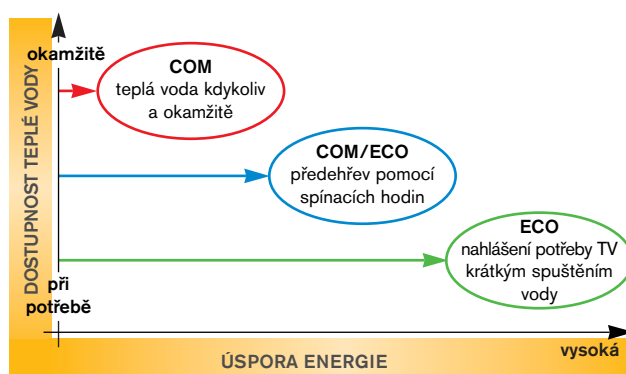 DOSTUPNOST TEPLÉ VODY
okamžitě
COM
teplá voda kdykoliv
a okamžitě
COM/ECO
předehřev pomocí
spínacích hodin
ECO
nahlášení potřeby TV
krátkým spuštěním
vody
při
potřebě
vysoká
ÚSPORA ENERGIE